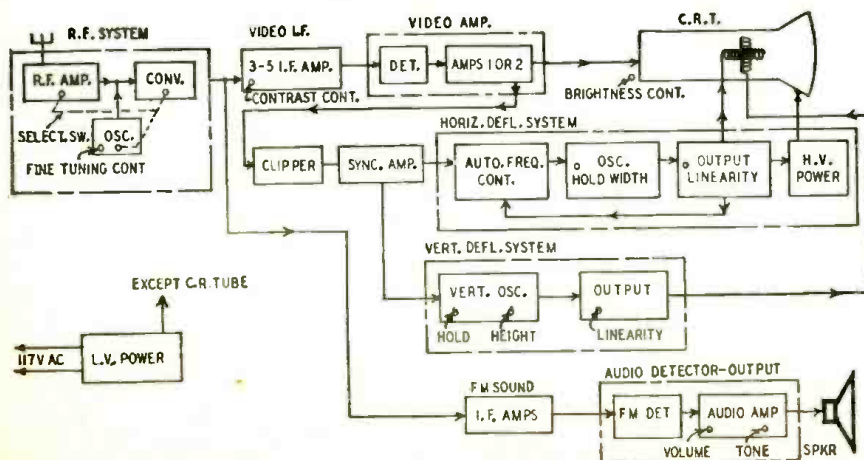 R.F. SYSTEM
R.F. AMP.
CONV.
OSC.
SELECT. SW.
FINE TUNING CONT
VIDEO I.F.
3-5 I.F. AMP.
CONTRAST CONT.
VIDEO AMP.
DET.
AMPS 1 OR 2
C.R.T.
BRIGHTNESS CONT.
CLIPPER
SYNC. AMP.
HORIZ. DEFL. SYSTEM
AUTO. FREQ.
CONT.
OSC.
HOLD WIDTH
OUTPUT
LINEARITY
H.V.
POWER
VERT. DEFL. SYSTEM
VERT. OSC.
HOLD
HEIGHT
OUTPUT
LINEARITY
EXCEPT C.R. TUBE
117V AC
L.V. POWER
FM SOUND
I.F. AMPS
AUDIO DETECTOR-OUTPUT
FM DET
AUDIO AMP
VOLUME
TONE
SPKR